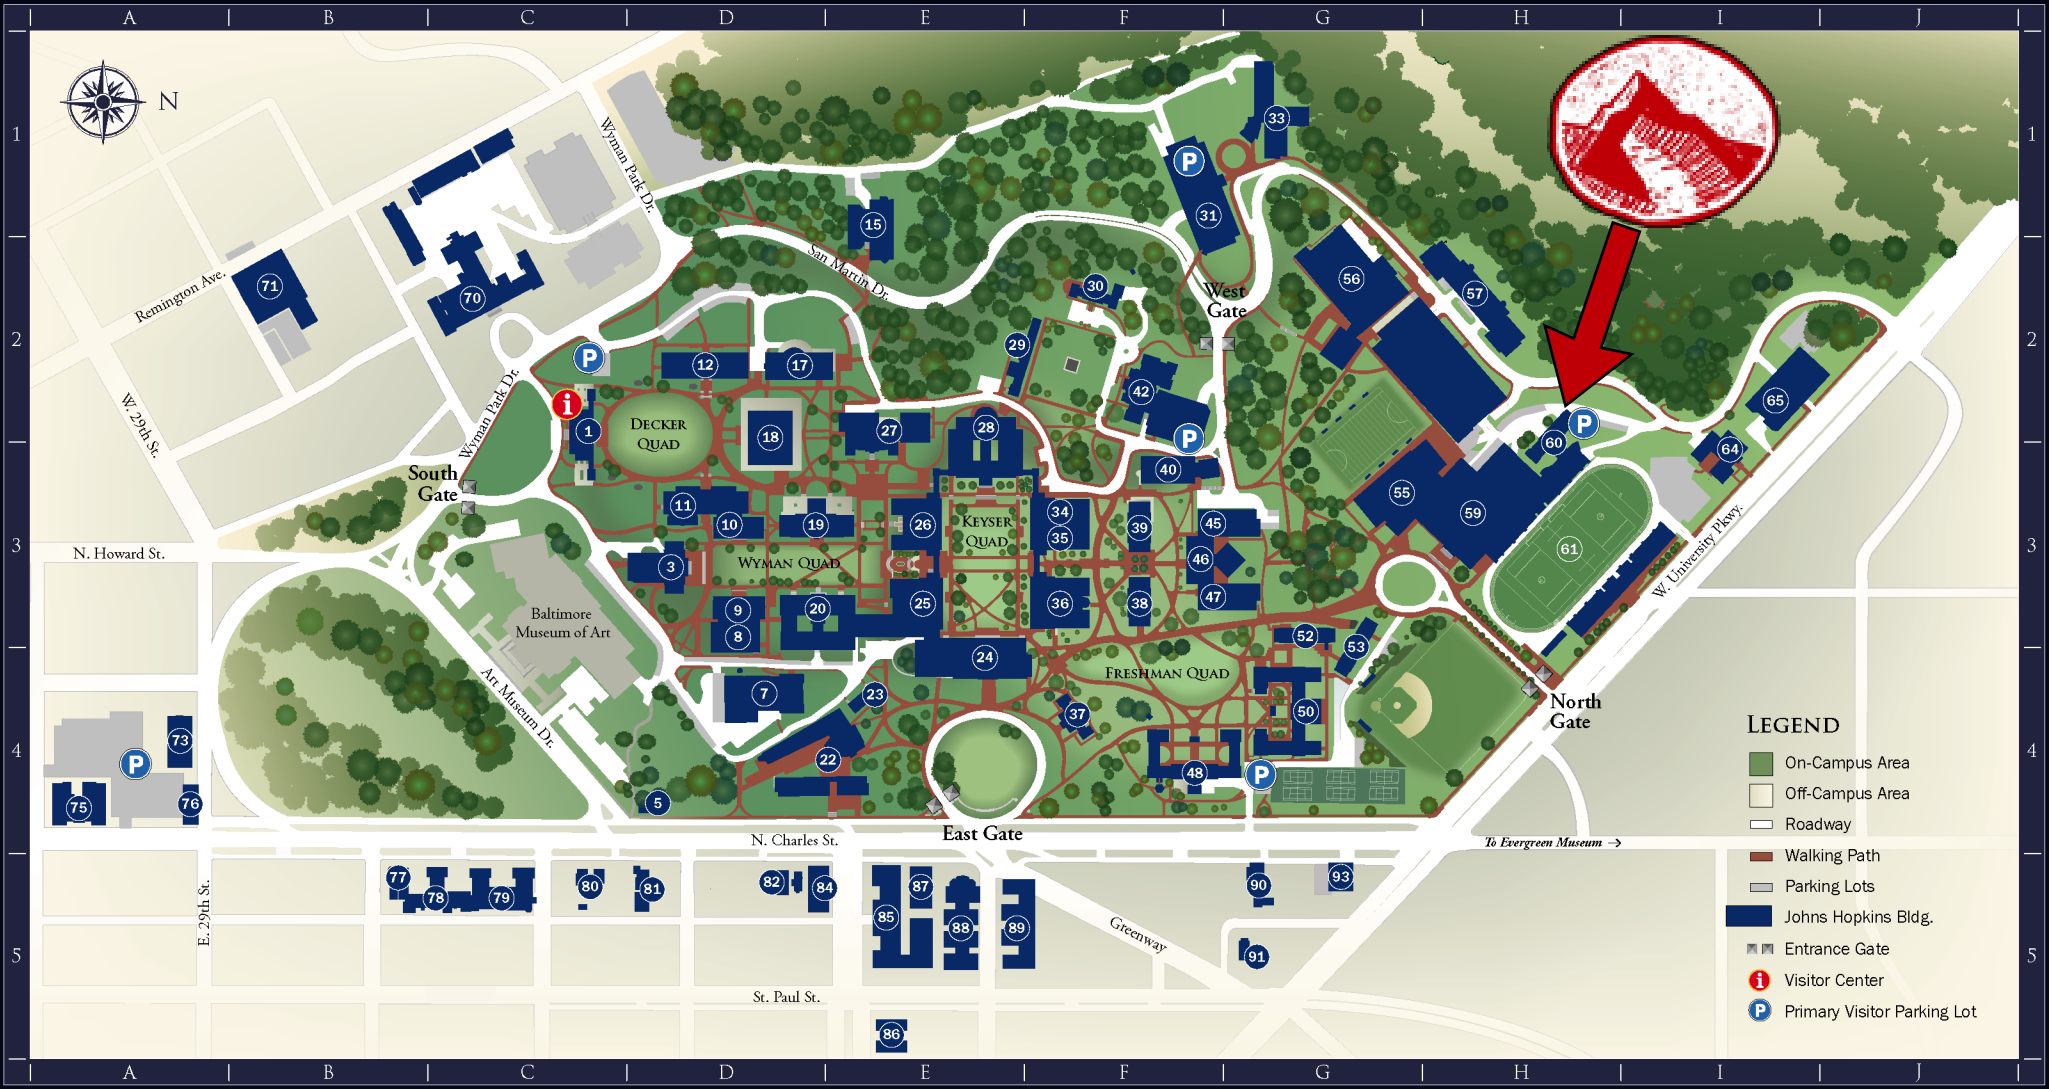 A B C D E F G H I J
N
1 1
Wyman Park Dr.
33
P
31
15
San Martin Dr.
Remington Ave.
71
70
30
West
Gate
56
57
2 2
29
P
12
17
42
Wyman Park Dr.
W. 29th St.
i
1
Decker
Quad
18
27
28
P
65
P
60
64
South
Gate
40
11
10
19
26
Keyser
Quad
34
35
39
45
55
59
61
3 3
N. Howard St.
3
Wyman Quad
46
W. University Pkwy.
Baltimore
Museum of Art
9
8
20
25
36
38
47
52
53
24
Freshman Quad
Art Museum Dr.
7
23
37
50
North
Gate
73
P
4 4
22
48
P
75
76
5
East Gate
N. Charles St.
To Evergreen Museum →
E. 29th St.
77
78
79
80
81
82
84
85
87
88
89
90
93
Greenway
91
5 5
St. Paul St.
86
Legend
On-Campus Area
Off-Campus Area
Roadway
Walking Path
Parking Lots
Johns Hopkins Bldg.
Entrance Gate
i Visitor Center
P Primary Visitor Parking Lot
A B C D E F G H I J